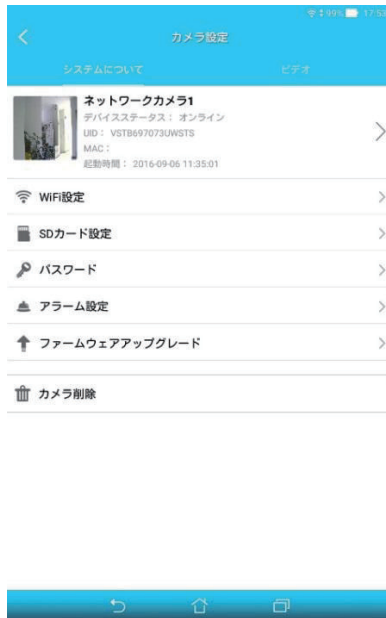 99% 17:53
カメラ設定
システムについて ビデオ
ネットワークカメラ1
デバイスステータス： オンライン
UID： VSTB697073UWSTS
MAC：
起動時間： 2016-09-06 11:35:01
WiFi設定
SDカード設定
パスワード
アラーム設定
ファームウェアアップグレード
カメラ削除